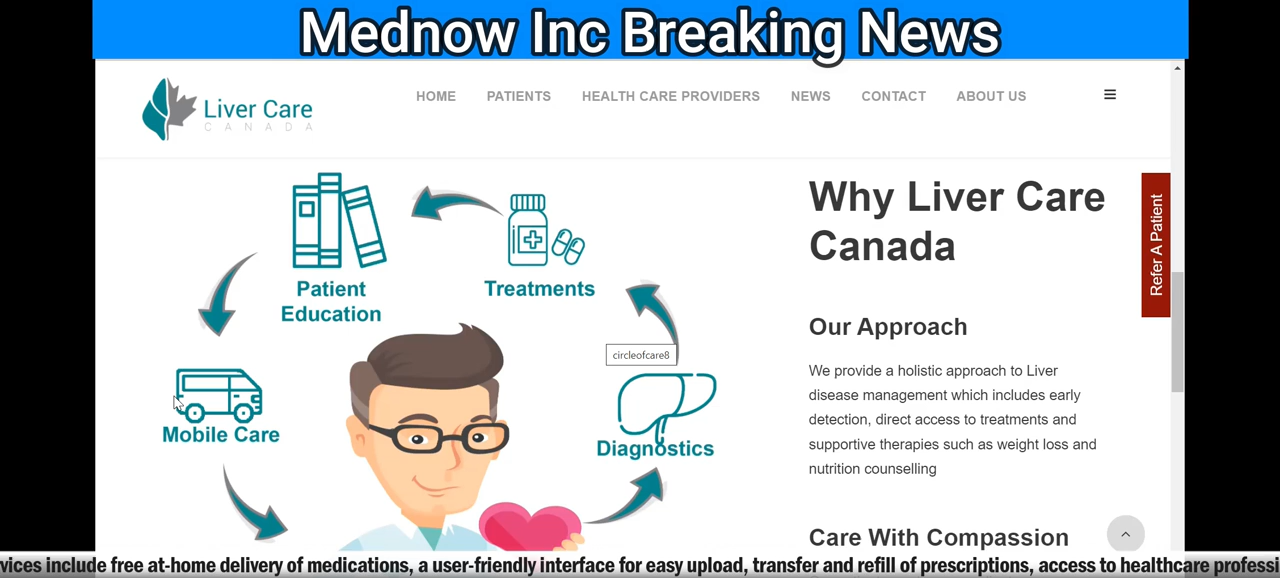 Mednow Inc Breaking News
Liver Care
CANADA
HOME PATIENTS HEALTH CARE PROVIDERS NEWS CONTACT ABOUT US
Patient
Education
Treatments
circleofcare8
Mobile Care
Diagnostics
Why Liver Care
Canada
Our Approach
We provide a holistic approach to Liver
disease management which includes early
detection, direct access to treatments and
supportive therapies such as weight loss and
nutrition counselling
Care With Compassion
Refer A Patient
vices include free at-home delivery of medications, a user-friendly interface for easy upload, transfer and refill of prescriptions, access to healthcare professi